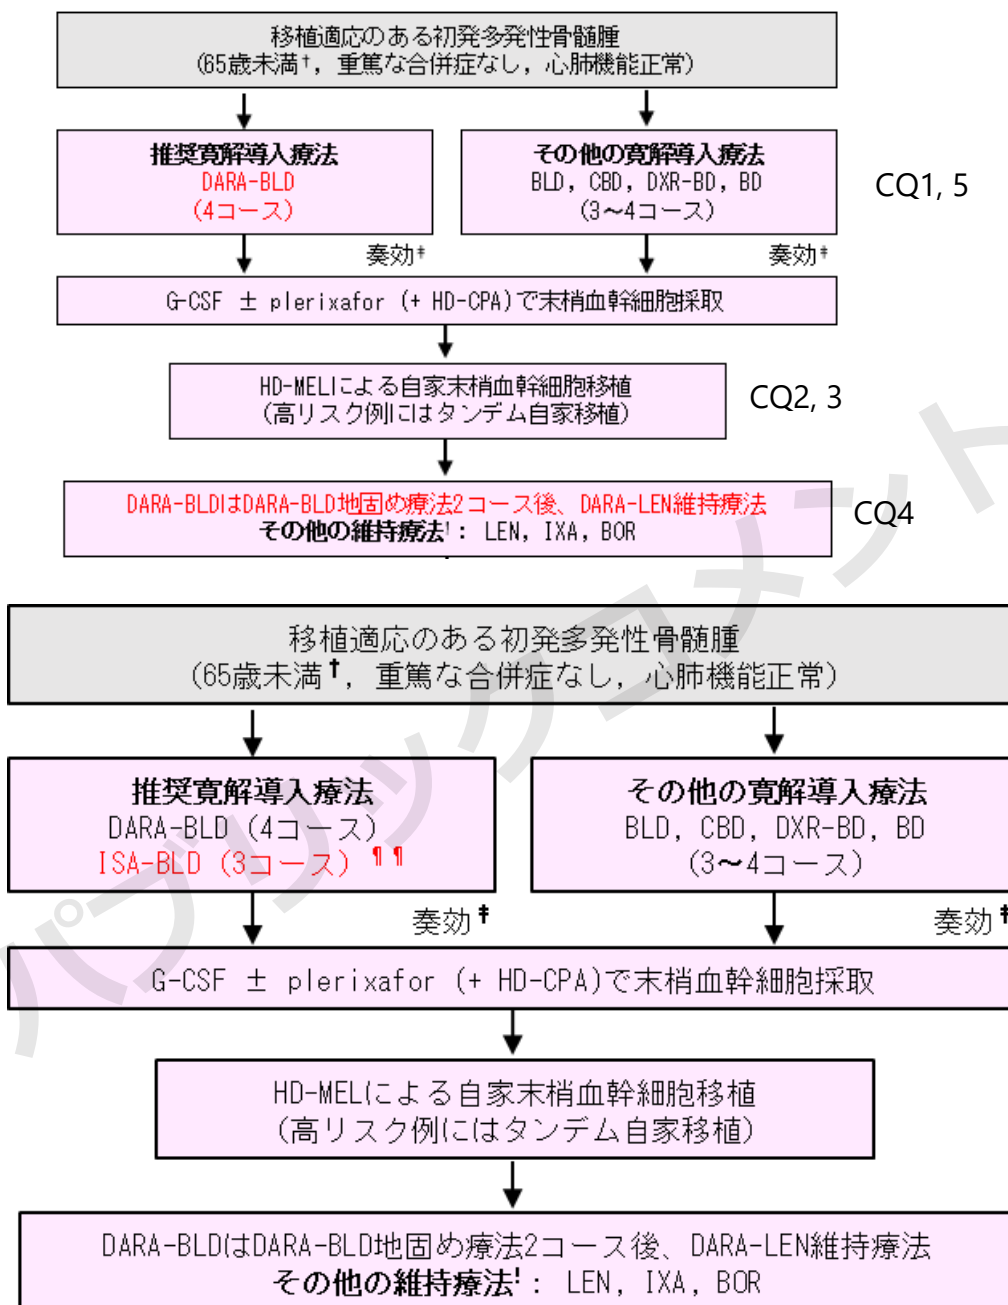 移植適応のある初発多発性骨髄腫
(65歳未満†, 重篤な合併症なし, 心肺機能正常)
推奨寛解導入療法
DARA-BLD
(4コース)
その他の寛解導入療法
BLD, CBD, DXR-BD, BD
(3～4コース)
CQ1, 5
奏効‡
奏効‡
G-CSF ± plerixafor (+ HD-CPA)で末梢血幹細胞採取
HD-MELによる自家末梢血幹細胞移植
(高リスク例にはタンデム自家移植)
CQ2, 3
DARA-BLDはDARA-BLD地固め療法2コース後、DARA-LEN維持療法
その他の維持療法!: LEN, IXA, BOR
CQ4
移植適応のある初発多発性骨髄腫
(65歳未満†, 重篤な合併症なし, 心肺機能正常)
推奨寛解導入療法
DARA-BLD (4コース)
ISA-BLD (3コース) ¶¶
その他の寛解導入療法
BLD, CBD, DXR-BD, BD
(3～4コース)
奏効‡
奏効‡
G-CSF ± plerixafor (+ HD-CPA)で末梢血幹細胞採取
HD-MELによる自家末梢血幹細胞移植
(高リスク例にはタンデム自家移植)
DARA-BLDはDARA-BLD地固め療法2コース後、DARA-LEN維持療法
その他の維持療法!: LEN, IXA, BOR
パブリックコメント